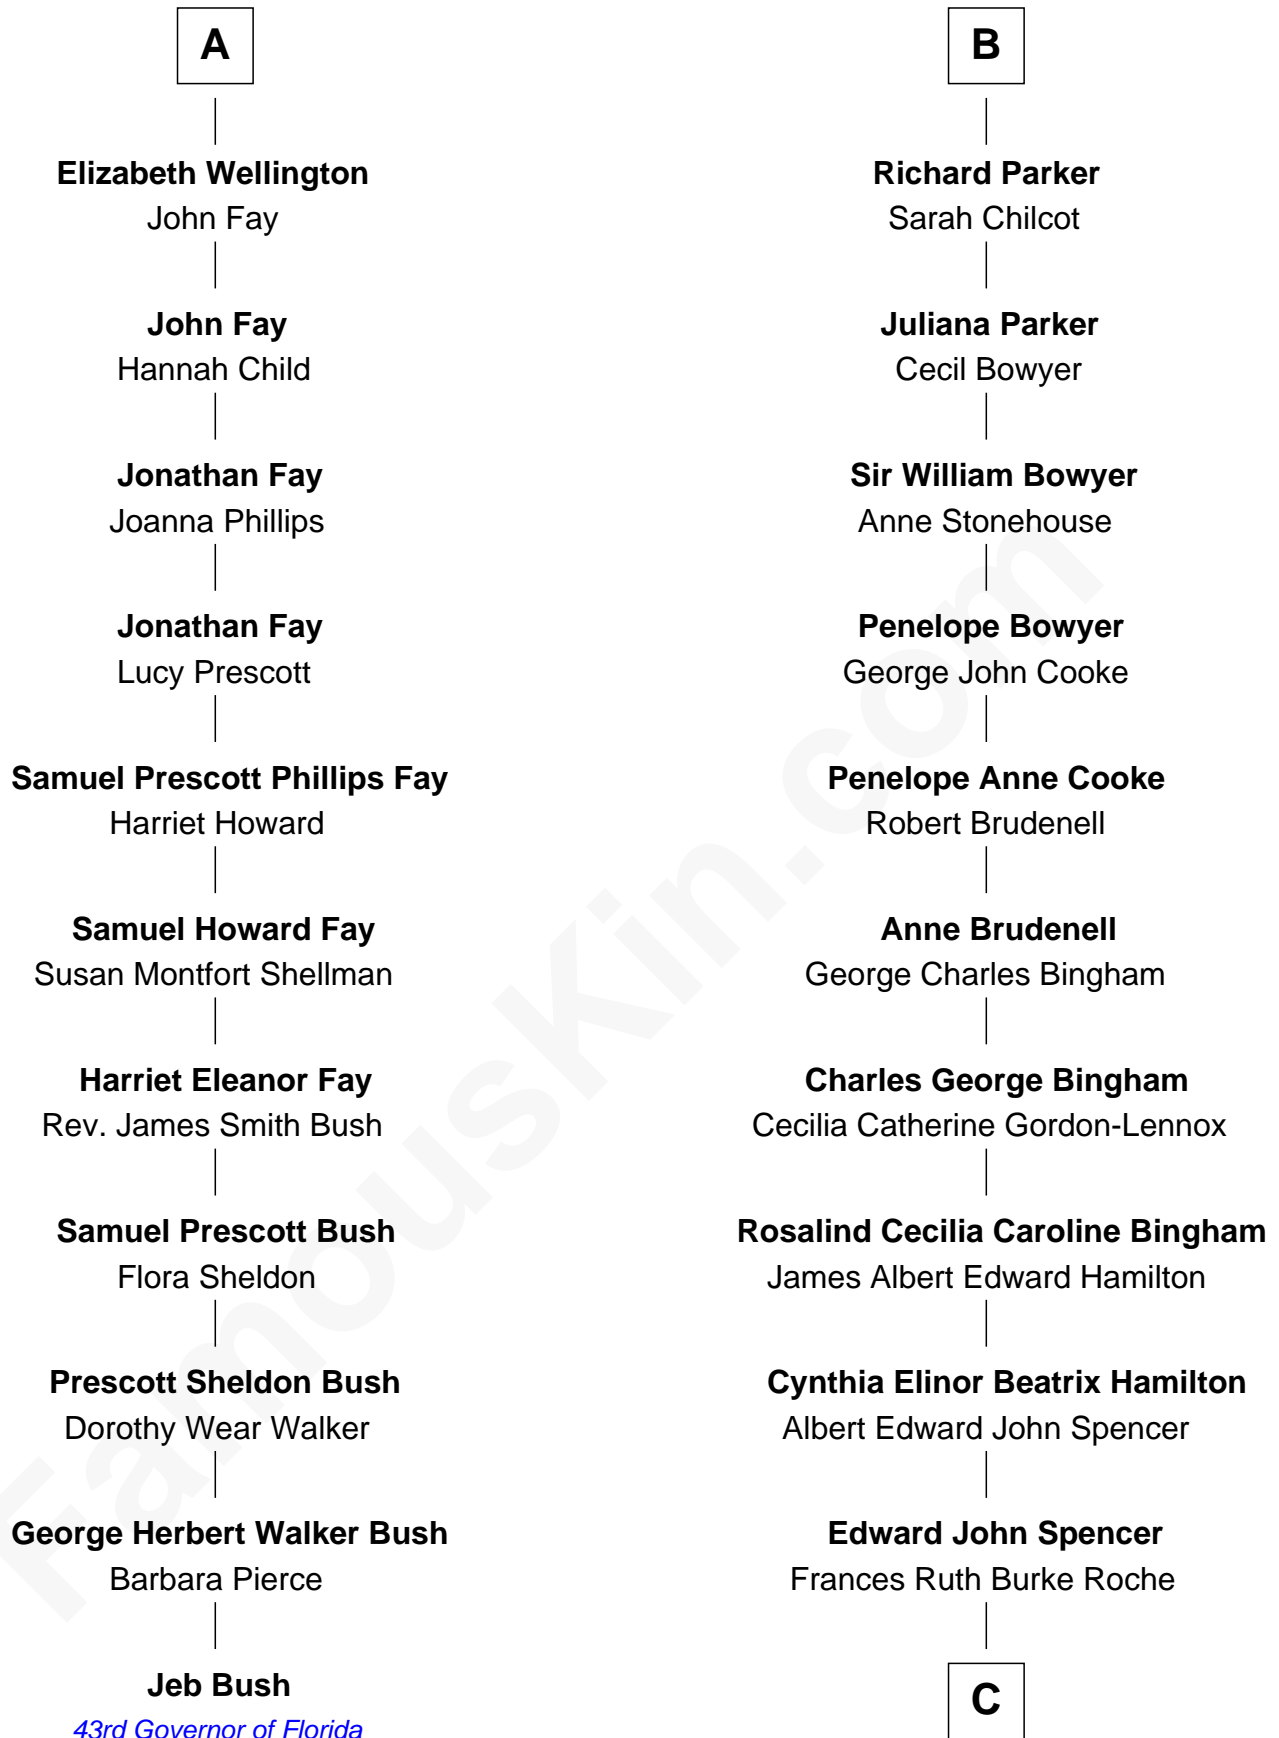 A
Elizabeth Wellington
John Fay
John Fay
Hannah Child
Jonathan Fay
Joanna Phillips
Jonathan Fay
Lucy Prescott
Samuel Prescott Phillips Fay
Harriet Howard
Samuel Howard Fay
Susan Montfort Shellman
Harriet Eleanor Fay
Rev. James Smith Bush
Samuel Prescott Bush
Flora Sheldon
Prescott Sheldon Bush
Dorothy Wear Walker
George Herbert Walker Bush
Barbara Pierce
Jeb Bush
43rd Governor of Florida
B
Richard Parker
Sarah Chilcot
Juliana Parker
Cecil Bowyer
Sir William Bowyer
Anne Stonehouse
Penelope Bowyer
George John Cooke
Penelope Anne Cooke
Robert Brudenell
Anne Brudenell
George Charles Bingham
Charles George Bingham
Cecilia Catherine Gordon-Lennox
Rosalind Cecilia Caroline Bingham
James Albert Edward Hamilton
Cynthia Elinor Beatrix Hamilton
Albert Edward John Spencer
Edward John Spencer
Frances Ruth Burke Roche
C
FamousKin.com